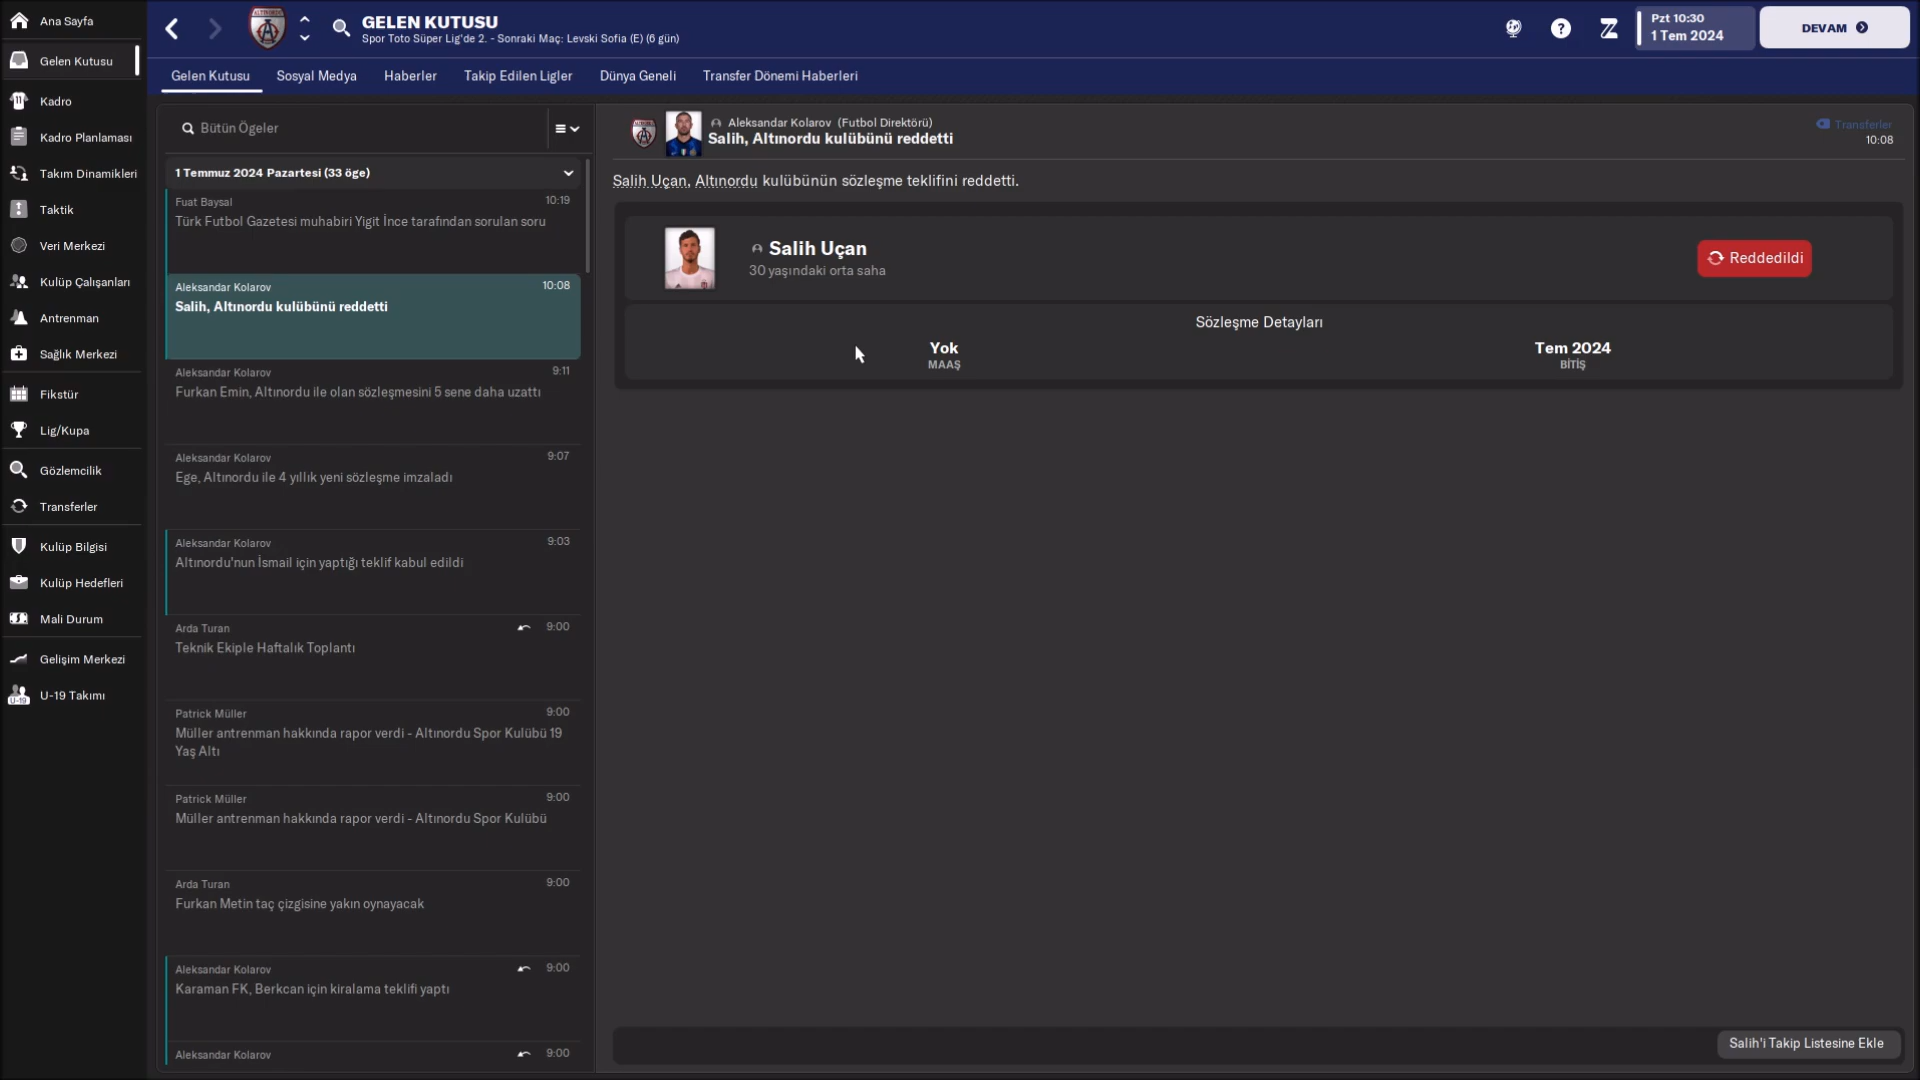 Ana Sayfa
Gelen Kutusu
Kadro
Kadro Planlaması
Takım Dinamikleri
Taktik
Veri Merkezi
Kulüp Çalışanları
Antrenman
Sağlık Merkezi
Fikstür
Lig/Kupa
Gözlemcilik
Transferler
Kulüp Bilgisi
Kulüp Hedefleri
Mali Durum
Gelişim Merkezi
U-19 Takımı
GELEN KUTUSU
Spor Toto Süper Lig'de 2. - Sonraki Maç: Levski Sofia (E) (6 gün)
Pzt 10:30
1 Tem 2024
DEVAM
Gelen Kutusu Sosyal Medya Haberler Takip Edilen Ligler Dünya Geneli Transfer Dönemi Haberleri
Bütün Ögeler
1 Temmuz 2024 Pazartesi (33 öge)
Fuat Baysal 10:19
Türk Futbol Gazetesi muhabiri Yigit İnce tarafından sorulan soru
Aleksandar Kolarov 10:08
Salih, Altınordu kulübünü reddetti
Aleksandar Kolarov 9:11
Furkan Emin, Altınordu ile olan sözleşmesini 5 sene daha uzattı
Aleksandar Kolarov 9:07
Ege, Altınordu ile 4 yıllık yeni sözleşme imzaladı
Aleksandar Kolarov 9:03
Altınordu'nun İsmail için yaptığı teklif kabul edildi
Arda Turan 9:00
Teknik Ekiple Haftalık Toplantı
Patrick Müller 9:00
Müller antrenman hakkında rapor verdi - Altınordu Spor Kulübü 19
Yaş Altı
Patrick Müller 9:00
Müller antrenman hakkında rapor verdi - Altınordu Spor Kulübü
Arda Turan 9:00
Furkan Metin taç çizgisine yakın oynayacak
Aleksandar Kolarov 9:00
Karaman FK, Berkcan için kiralama teklifi yaptı
Aleksandar Kolarov 9:00
Aleksandar Kolarov (Futbol Direktörü)
Salih, Altınordu kulübünü reddetti
Transferler
10:08
Salih Uçan, Altınordu kulübünün sözleşme teklifini reddetti.
Salih Uçan
30 yaşındaki orta saha
Reddedildi
Sözleşme Detayları
Yok
MAAŞ
Tem 2024
BİTİŞ
Salih'i Takip Listesine Ekle